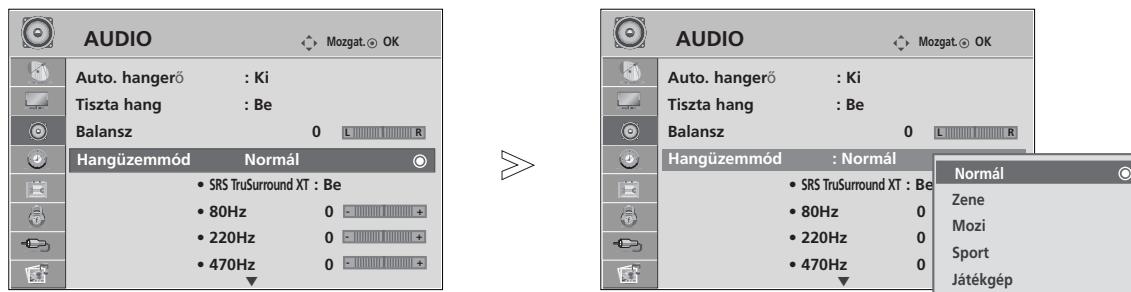 AUDIO Mozgat. OK
Auto. hangerő : Ki
Tiszta hang : Be
Balansz 0 L R
Hangüzemmód Normál
• SRS TruSurround XT : Be
• 80Hz 0 - +
• 220Hz 0 - +
• 470Hz 0 - +
AUDIO Mozgat. OK
Auto. hangerő : Ki
Tiszta hang : Be
Balansz 0 L R
Hangüzemmód : Normál
• SRS TruSurround XT : Be
• 80Hz 0
• 220Hz 0
• 470Hz 0
Normál
Zene
Mozi
Sport
Játékgép